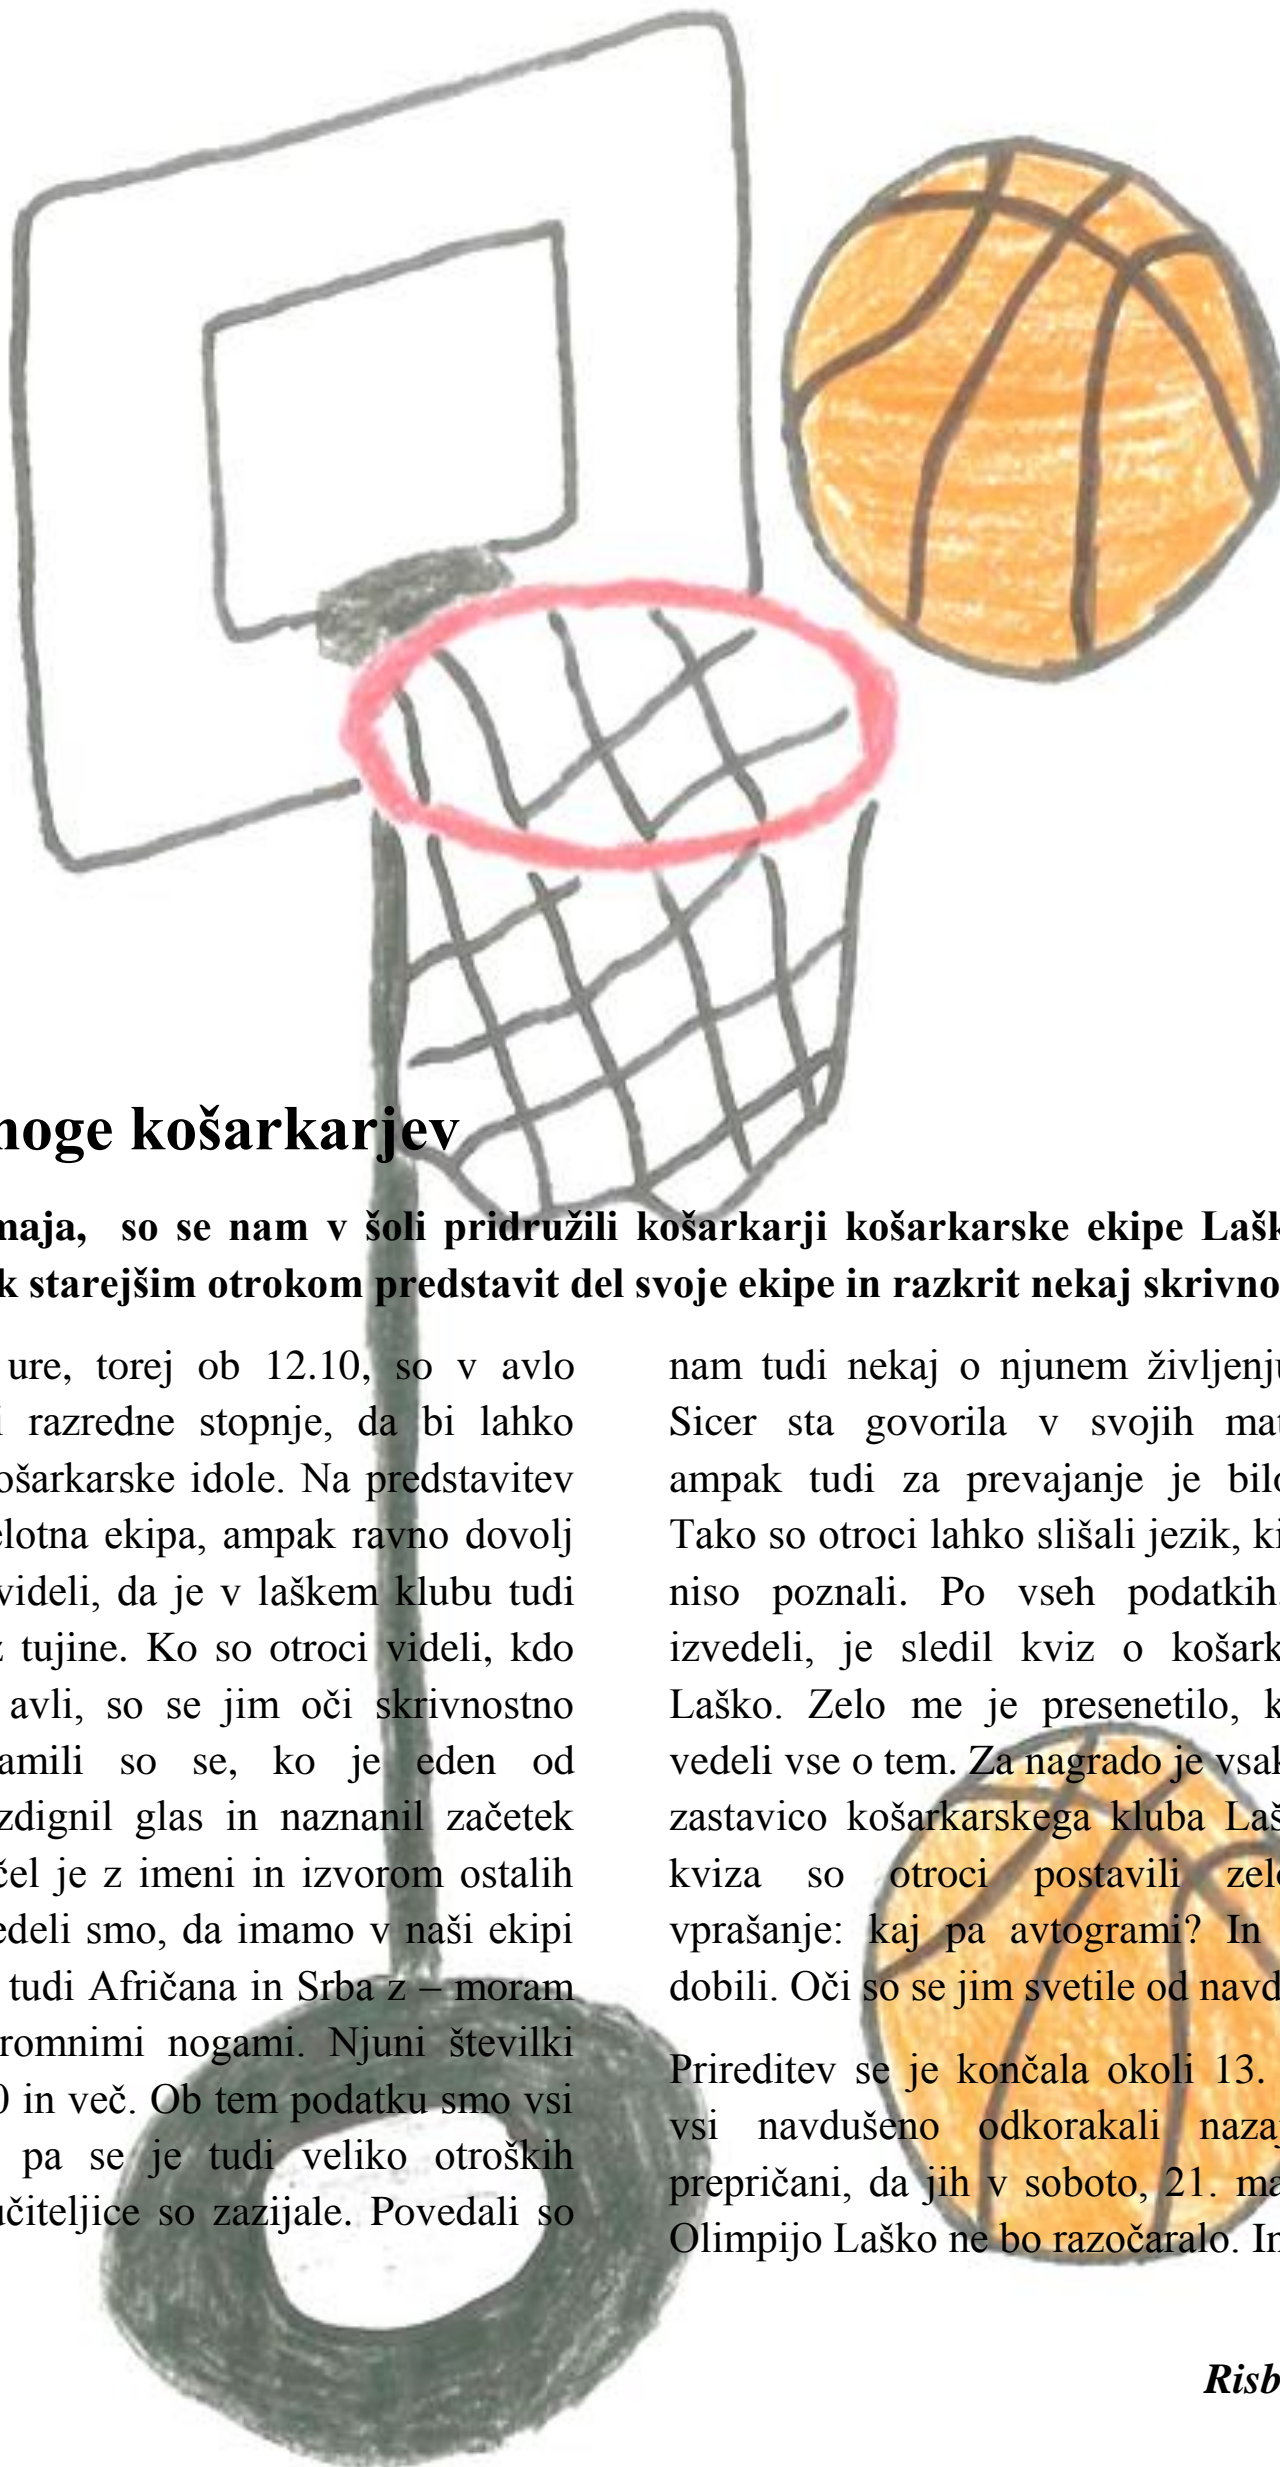 noge košarkarjev
maja, so se nam v šoli pridružili košarkarji košarkarske ekipe Lašk
k starejšim otrokom predstavit del svoje ekipe in razkrit nekaj skrivno
ure, torej ob 12.10, so v avlo
i razredne stopnje, da bi lahko
ošarkarske idole. Na predstavitev
elotna ekipa, ampak ravno dovolj
videli, da je v laškem klubu tudi
z tujine. Ko so otroci videli, kdo
avli, so se jim oči skrivnostno
amili so se, ko je eden od
zdignil glas in naznanil začetek
čel je z imeni in izvorom ostalih
edeli smo, da imamo v naši ekipi
tudi Afričana in Srba z – moram
romnimi nogami. Njuni številki
0 in več. Ob tem podatku smo vsi
pa se je tudi veliko otroških
učiteljice so zazijale. Povedali so
nam tudi nekaj o njunem življenju
Sicer sta govorila v svojih mat
ampak tudi za prevajanje je bilo
Tako so otroci lahko slišali jezik, ki
niso poznali. Po vseh podatkih,
izvedeli, je sledil kviz o košark
Laško. Zelo me je presenetilo, k
vedeli vse o tem. Za nagrado je vsak
zastavico košarkarskega kluba Laš
kviza so otroci postavili zelo
vprašanje: kaj pa avtogrami? In
dobili. Oči so se jim svetile od navd
Prireditev se je končala okoli 13.
vsi navdušeno odkorakali nazaj
prepričani, da jih v soboto, 21. ma
Olimpijo Laško ne bo razočaralo. In
Risb